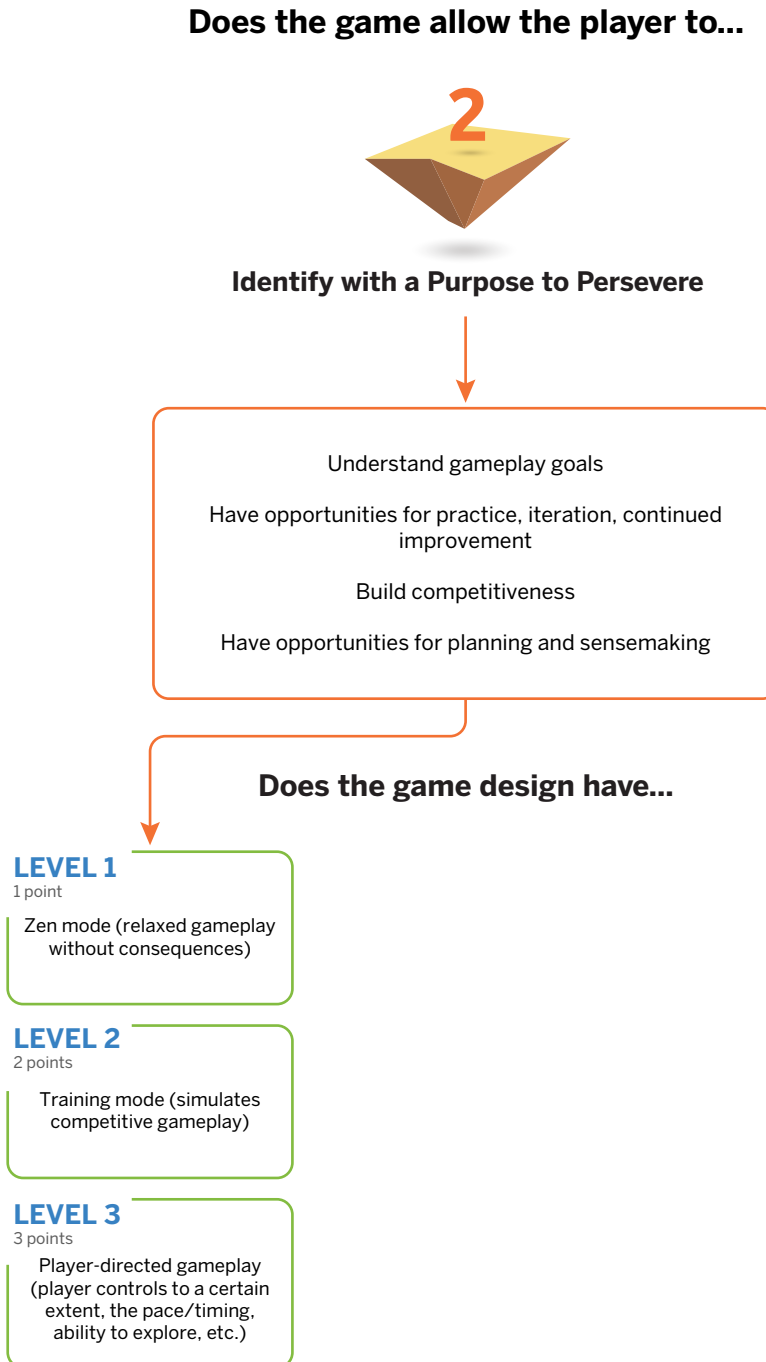 Does the game allow the player to...
2
Identify with a Purpose to Persevere
Understand gameplay goals
Have opportunities for practice, iteration, continued
improvement
Build competitiveness
Have opportunities for planning and sensemaking
Does the game design have...
LEVEL 1
1 point
Zen mode (relaxed gameplay
without consequences)
LEVEL 2
2 points
Training mode (simulates
competitive gameplay)
LEVEL 3
3 points
Player-directed gameplay
(player controls to a certain
extent, the pace/timing,
ability to explore, etc.)